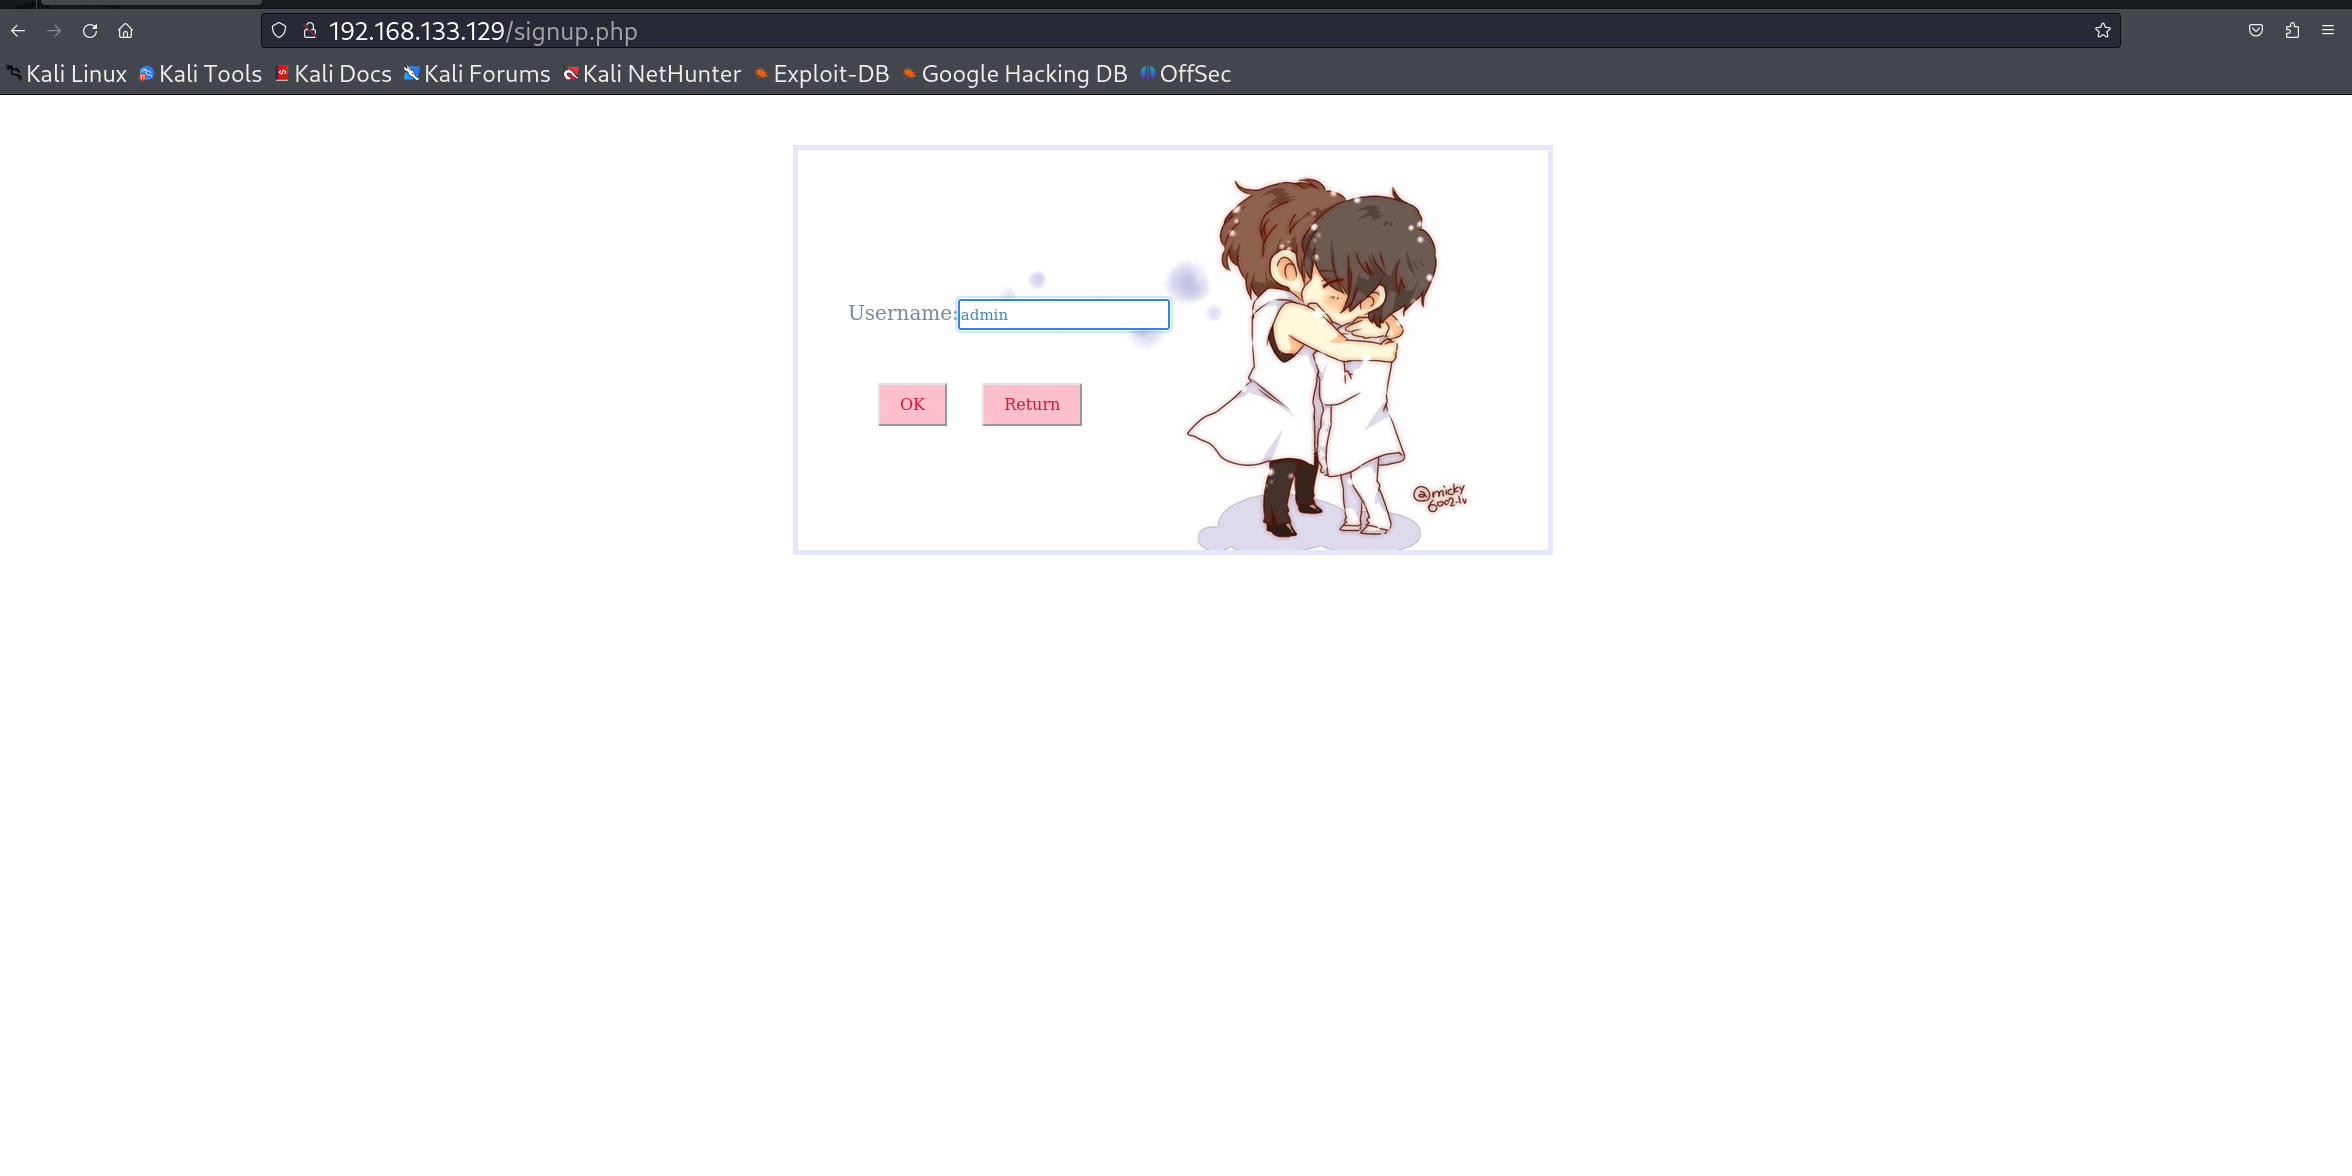 192.168.133.129/signup.php
Kali Linux Kali Tools Kali Docs Kali Forums Kali NetHunter Exploit-DB Google Hacking DB OffSec
Username: admin
OK Return
@micky
6002-lv